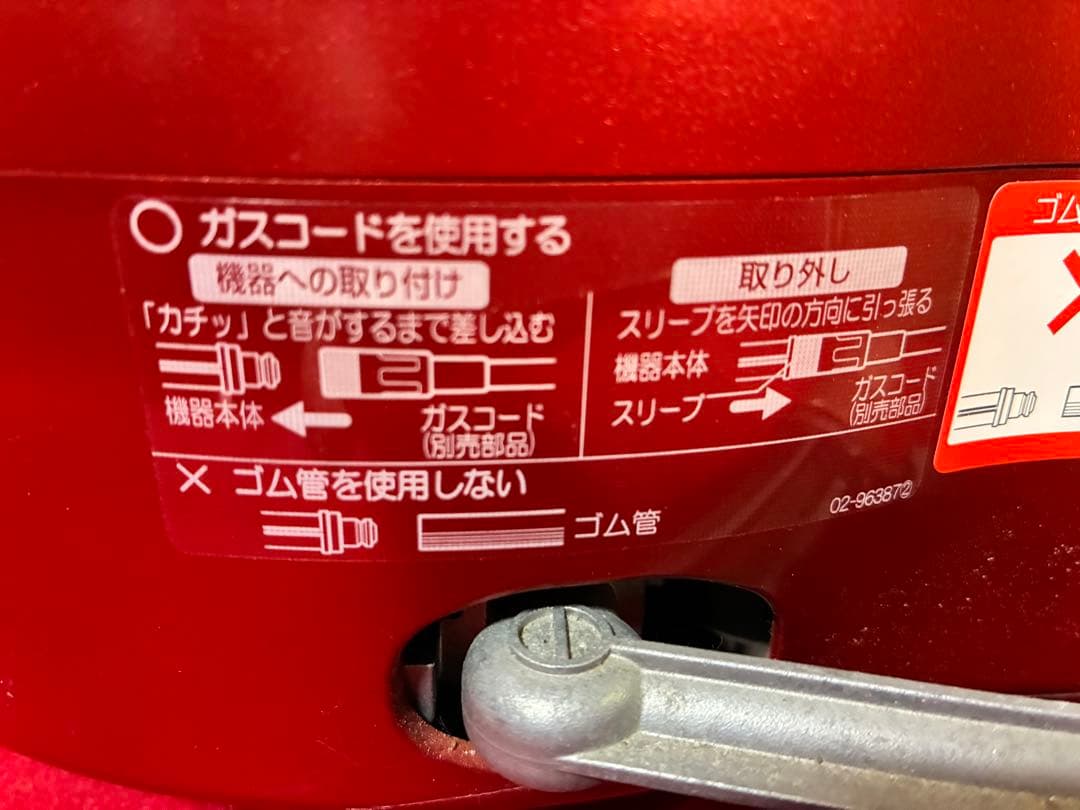 ○ ガスコードを使用する
機器への取り付け
「カチッ」と音がするまで差し込む
機器本体
ガスコード
(別売部品)
取り外し
スリーブを矢印の方向に引っ張る
機器本体
スリーブ
ガスコード
(別売部品)
× ゴム管を使用しない
ゴム管
02-96387②
ゴム